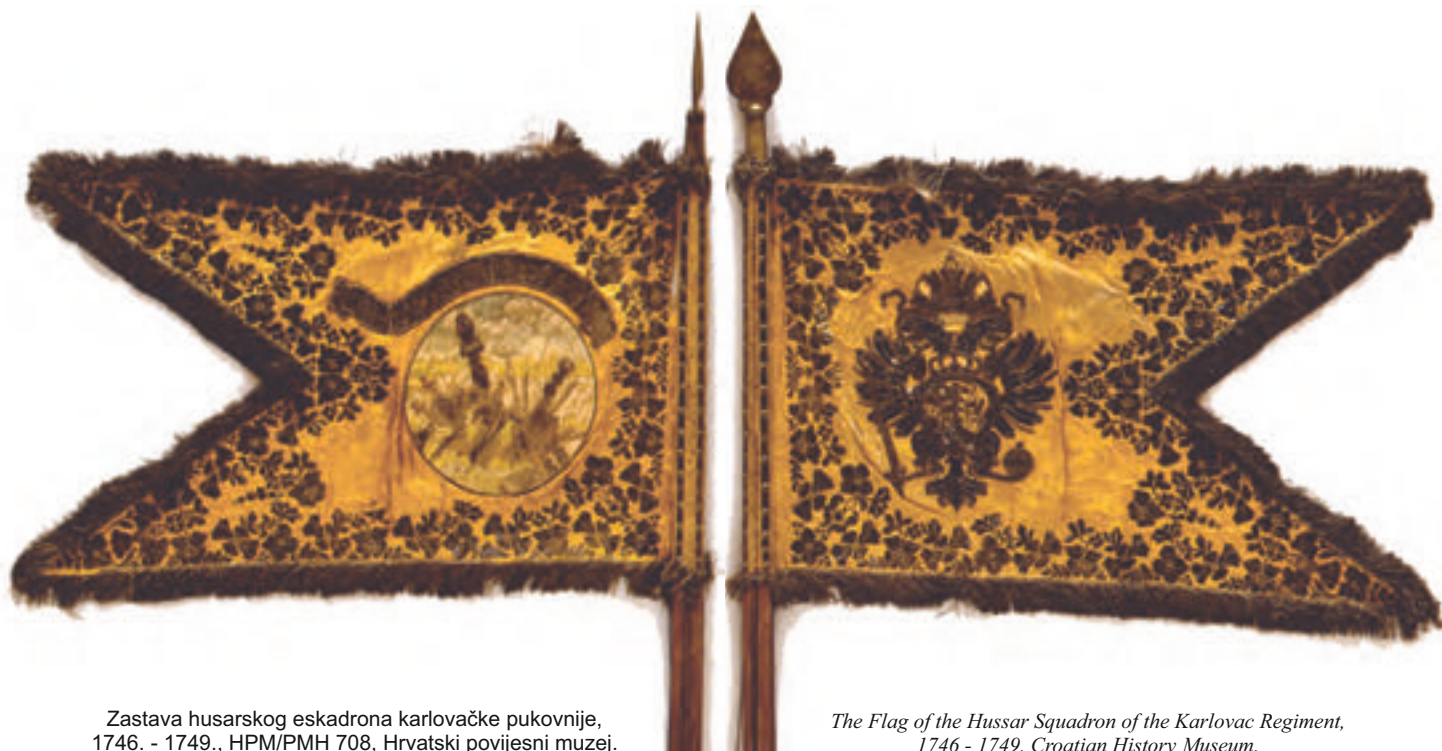 Zastava husarskog eskadrona karlovačke pukovnije,
1746. - 1749., HPM/PMH 708, Hrvatski povijesni muzej.
The Flag of the Hussar Squadron of the Karlovac Regiment,
1746 - 1749, Croatian History Museum.